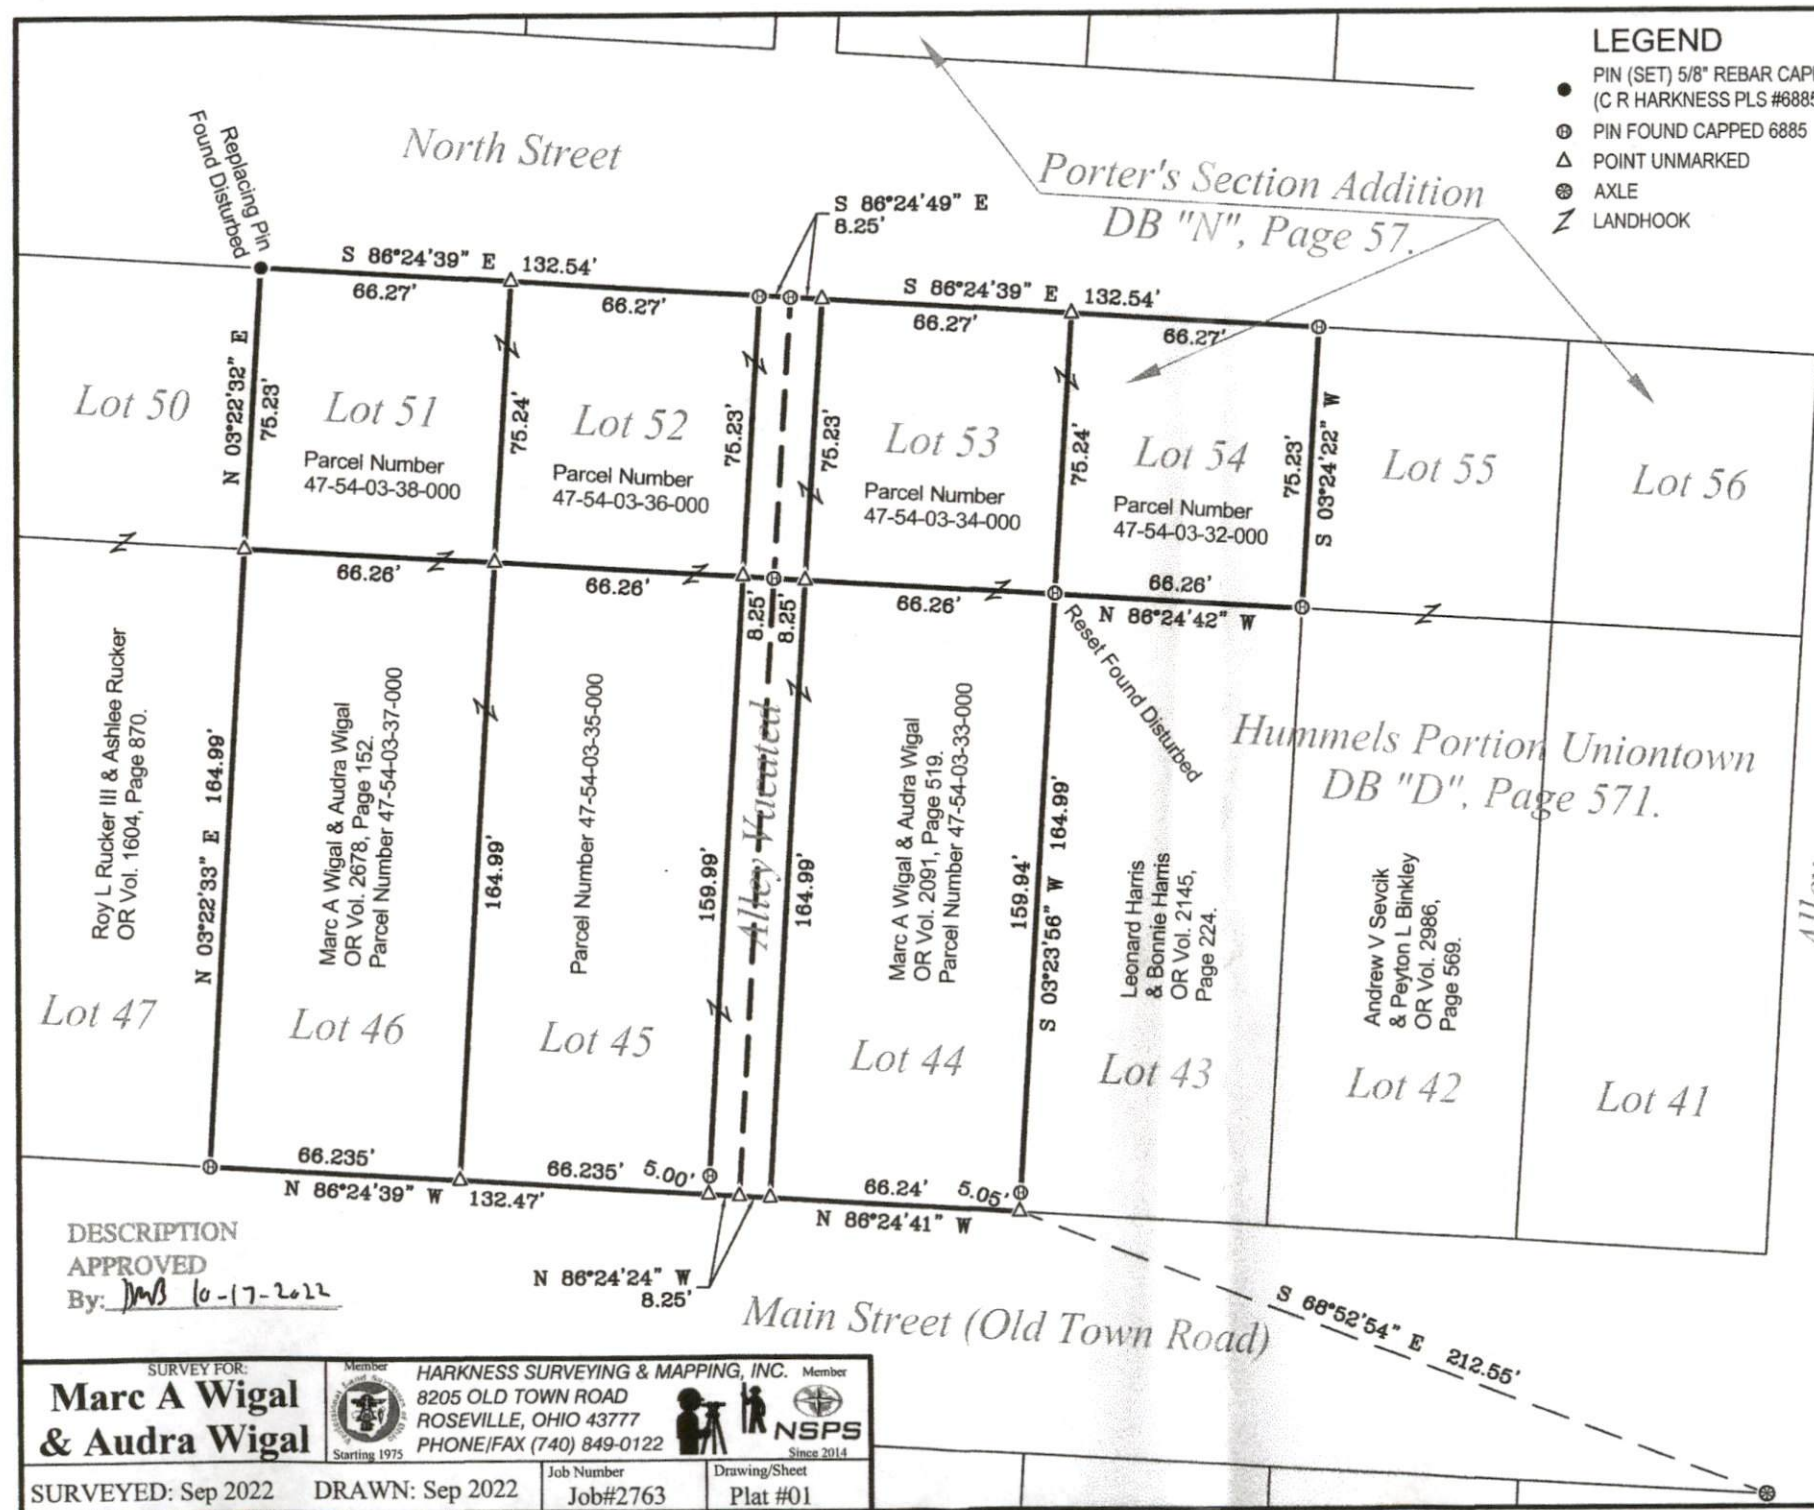 LEGEND
PIN (SET) 5/8" REBAR CAP
(C R HARKNESS PLS #6885
PIN FOUND CAPPED 6885
POINT UNMARKED
AXLE
LANDHOOK
North Street
Porter's Section Addition
DB "N", Page 57.
Replacing Pin
Found Disturbed
S 86°24'49" E
8.25'
S 86°24'39" E 132.54'
66.27'
66.27'
S 86°24'39" E 132.54'
66.27'
66.27'
N 03°22'32" E
75.23'
75.24'
75.23'
75.23'
75.24'
75.23'
S 03°24'22" W
Lot 50
Lot 51
Parcel Number
47-54-03-38-000
Lot 52
Parcel Number
47-54-03-36-000
Lot 53
Parcel Number
47-54-03-34-000
Lot 54
Parcel Number
47-54-03-32-000
Lot 55
Lot 56
66.26'
66.26'
8.25'
8.25'
66.26'
66.26'
N 86°24'42" W
Reset Found Disturbed
Hummels Portion Uniontown
DB "D", Page 571.
Roy L Rucker III & Ashlee Rucker
OR Vol. 1604, Page 870.
N 03°22'33" E 164.99'
Marc A Wigal & Audra Wigal
OR Vol. 2678, Page 152.
Parcel Number 47-54-03-37-000
164.99'
Parcel Number 47-54-03-35-000
159.99'
Alley Vacated
164.99'
Marc A Wigal & Audra Wigal
OR Vol. 2091, Page 519.
Parcel Number 47-54-03-33-000
159.94'
S 03°23'56" W 164.99'
Leonard Harris
& Bonnie Harris
OR Vol. 2145,
Page 224.
Andrew V Sevcik
& Peyton L Binkley
OR Vol. 2986,
Page 569.
Alley
Lot 47
Lot 46
Lot 45
Lot 44
Lot 43
Lot 42
Lot 41
66.235'
N 86°24'39" W 132.47'
66.235'
5.00'
66.24'
5.05'
N 86°24'41" W
N 86°24'24" W
8.25'
Main Street (Old Town Road)
S 68°52'54" E 212.55'
DESCRIPTION
APPROVED
By: DMB 10-17-2022
SURVEY FOR:
Marc A Wigal
& Audra Wigal
Member
Starting 1975
HARKNESS SURVEYING & MAPPING, INC.
8205 OLD TOWN ROAD
ROSEVILLE, OHIO 43777
PHONE/FAX (740) 849-0122
Member
NSPS
Since 2014
SURVEYED: Sep 2022
DRAWN: Sep 2022
Job Number
Job#2763
Drawing/Sheet
Plat #01